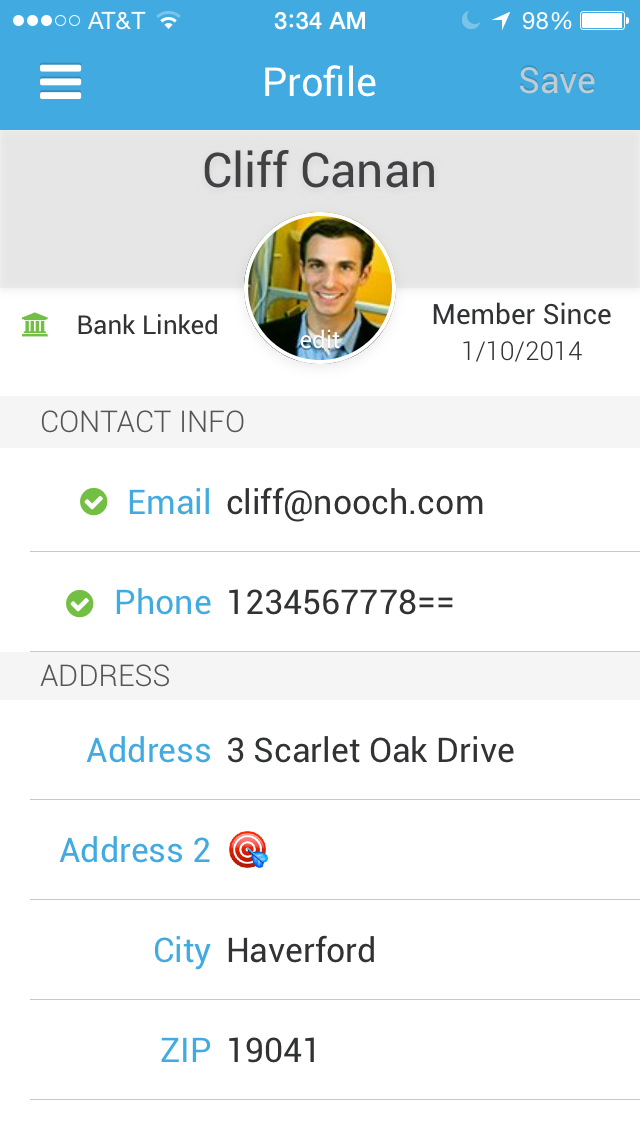 AT&T 3:34 AM 98%
Profile Save
Cliff Canan
edit
Bank Linked
Member Since
1/10/2014
CONTACT INFO
Email cliff@nooch.com
Phone 1234567778==
ADDRESS
Address 3 Scarlet Oak Drive
Address 2 🎯
City Haverford
ZIP 19041